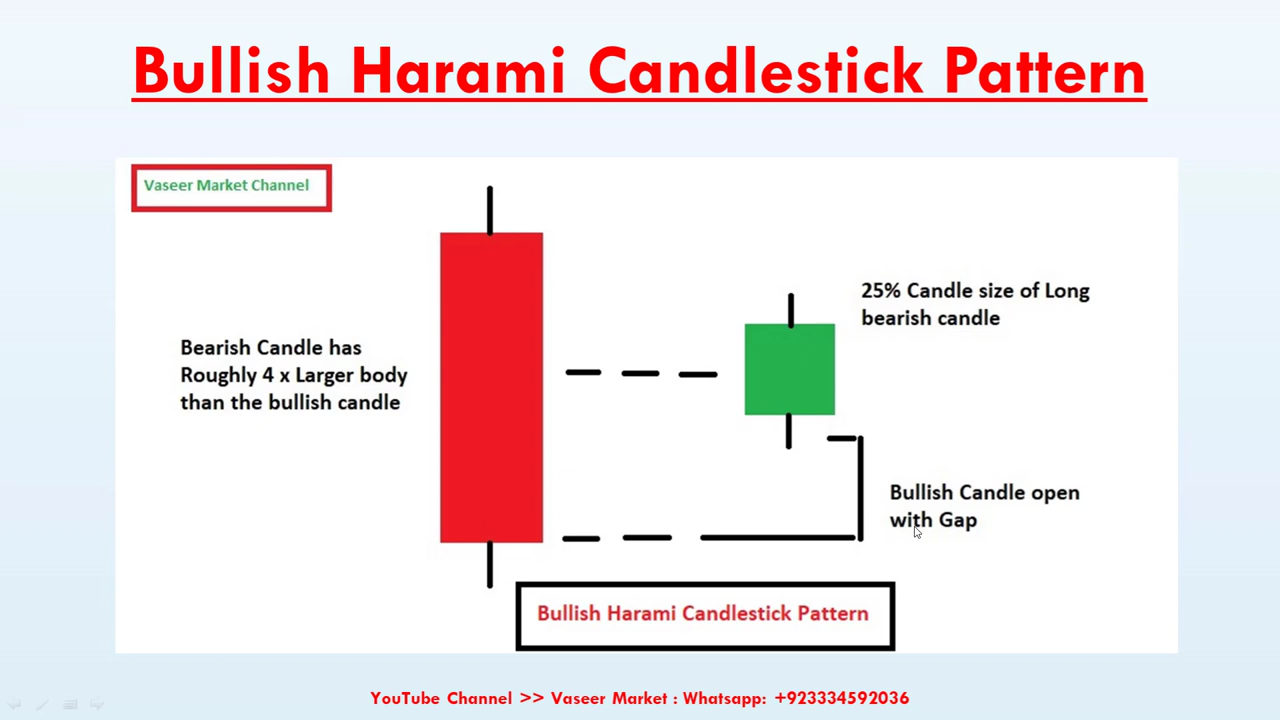 Bullish Harami Candlestick Pattern
Vaseer Market Channel
25% Candle size of Long
bearish candle
Bearish Candle has
Roughly 4 x Larger body
than the bullish candle
Bullish Candle open
with Gap
Bullish Harami Candlestick Pattern
YouTube Channel >> Vaseer Market : Whatsapp: +923334592036